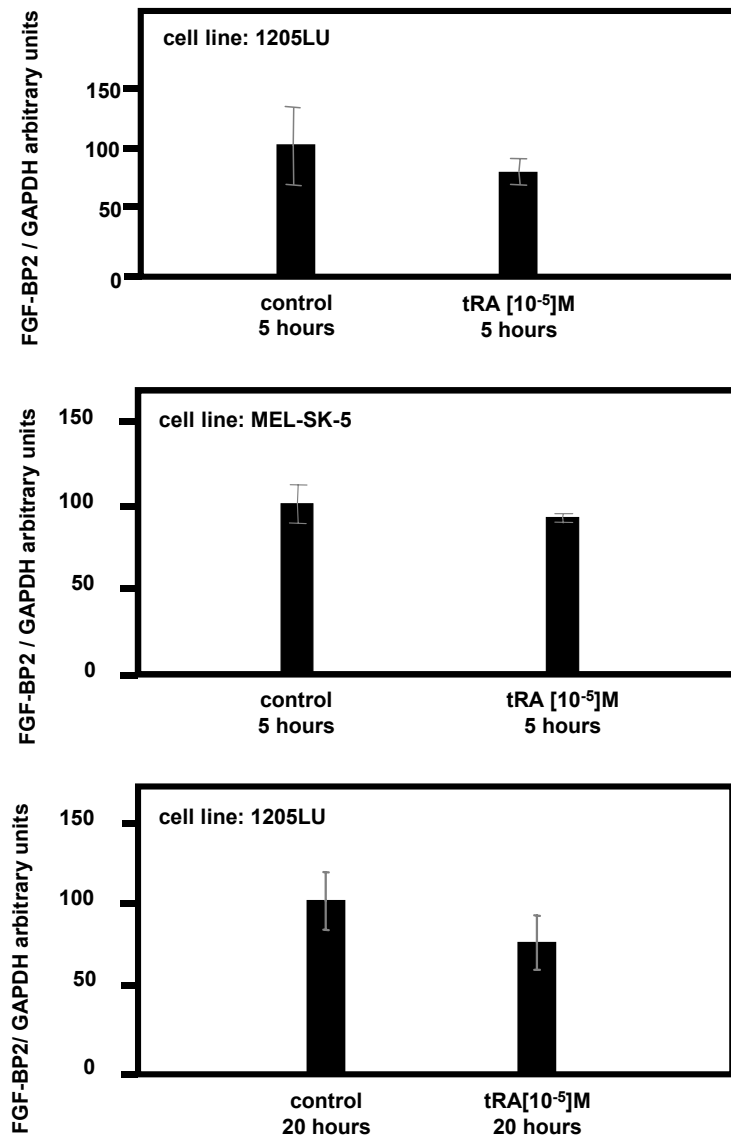 cell line: 1205LU
FGF-BP2 / GAPDH arbitrary units
150
100
50
0
control
5 hours
tRA [10⁻⁵]M
5 hours
cell line: MEL-SK-5
FGF-BP2 / GAPDH arbitrary units
150
100
50
0
control
5 hours
tRA [10⁻⁵]M
5 hours
cell line: 1205LU
FGF-BP2/ GAPDH arbitrary units
150
100
50
0
control
20 hours
tRA[10⁻⁵]M
20 hours